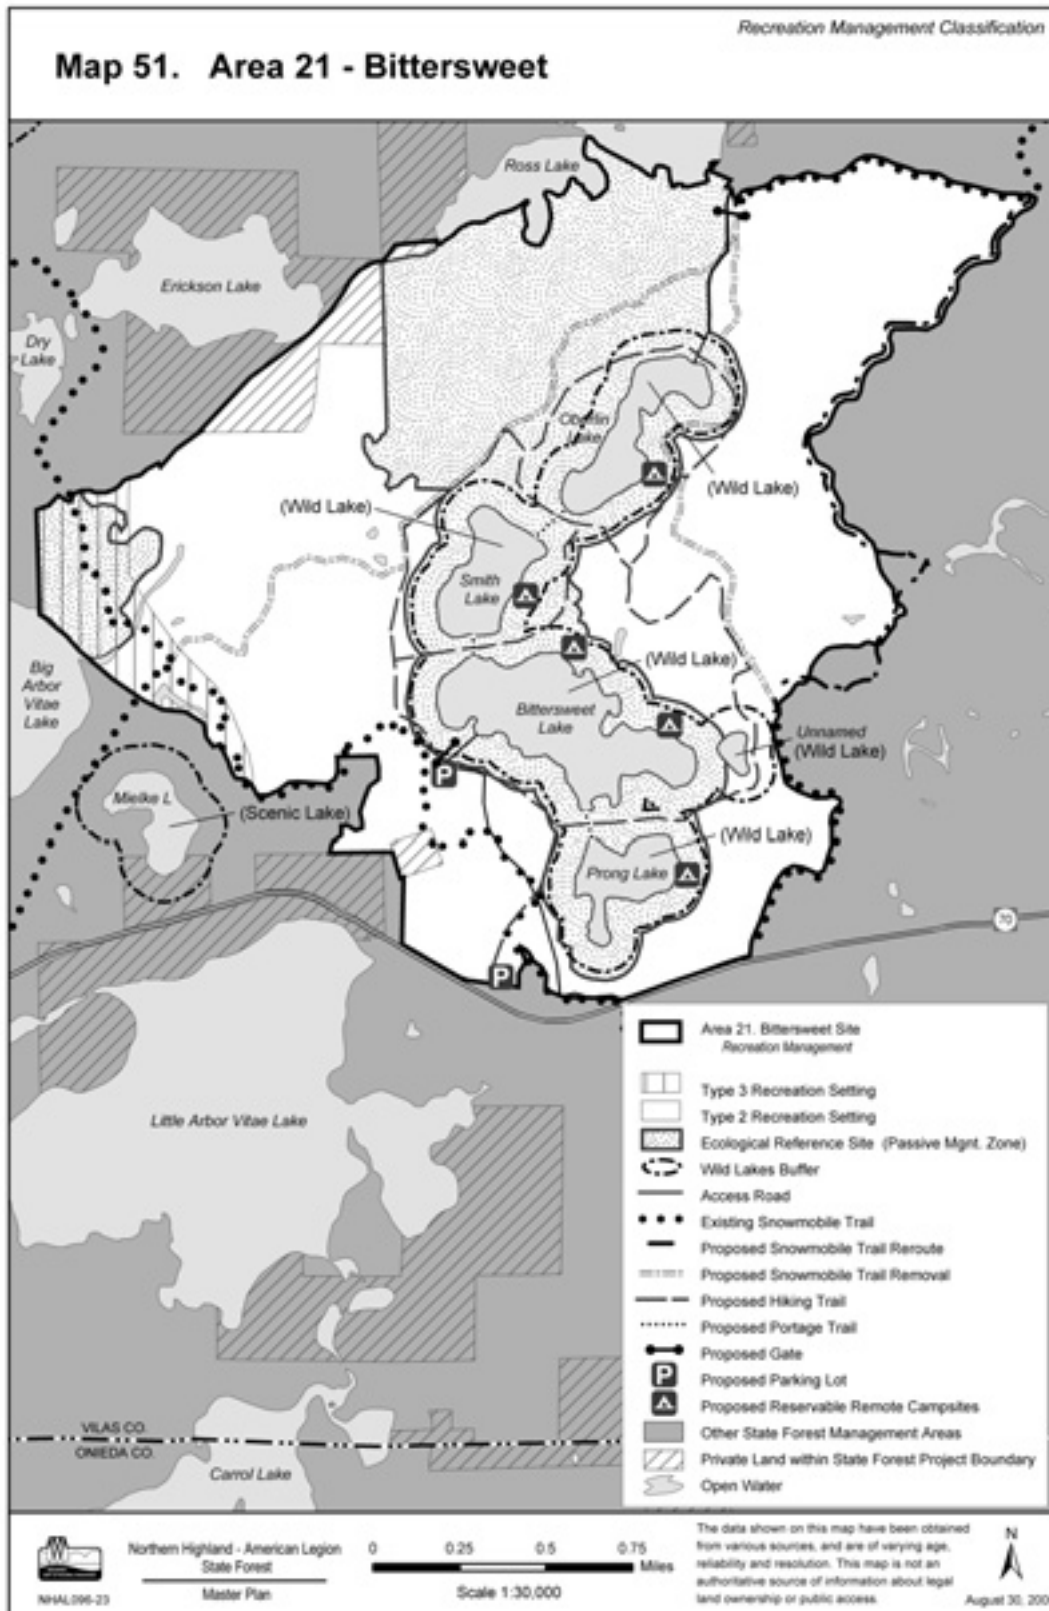 Recreation Management Classification
Map 51. Area 21 - Bittersweet
Ross Lake
Erickson Lake
Dry
Lake
Oberlin
Lake
(Wild Lake)
(Wild Lake)
Smith
Lake
(Wild Lake)
Big
Arbor
Vitae
Lake
Bittersweet
Lake
Unnamed
(Wild Lake)
P
Mielke L
(Scenic Lake)
(Wild Lake)
Prong Lake
70
P
Area 21. Bittersweet Site
Recreation Management
Type 3 Recreation Setting
Type 2 Recreation Setting
Ecological Reference Site (Passive Mgnt. Zone)
Wild Lakes Buffer
Access Road
Existing Snowmobile Trail
Proposed Snowmobile Trail Reroute
Proposed Snowmobile Trail Removal
Proposed Hiking Trail
Proposed Portage Trail
Proposed Gate
P Proposed Parking Lot
Proposed Reservable Remote Campsites
Other State Forest Management Areas
Private Land within State Forest Project Boundary
Open Water
Little Arbor Vitae Lake
VILAS CO.
ONIEDA CO.
Carrol Lake
W
NHAL096-23
Northern Highland - American Legion
State Forest
Master Plan
0 0.25 0.5 0.75
Miles
Scale 1:30,000
The data shown on this map have been obtained
from various sources, and are of varying age,
reliability and resolution. This map is not an
authoritative source of information about legal
land ownership or public access.
N
August 30, 200